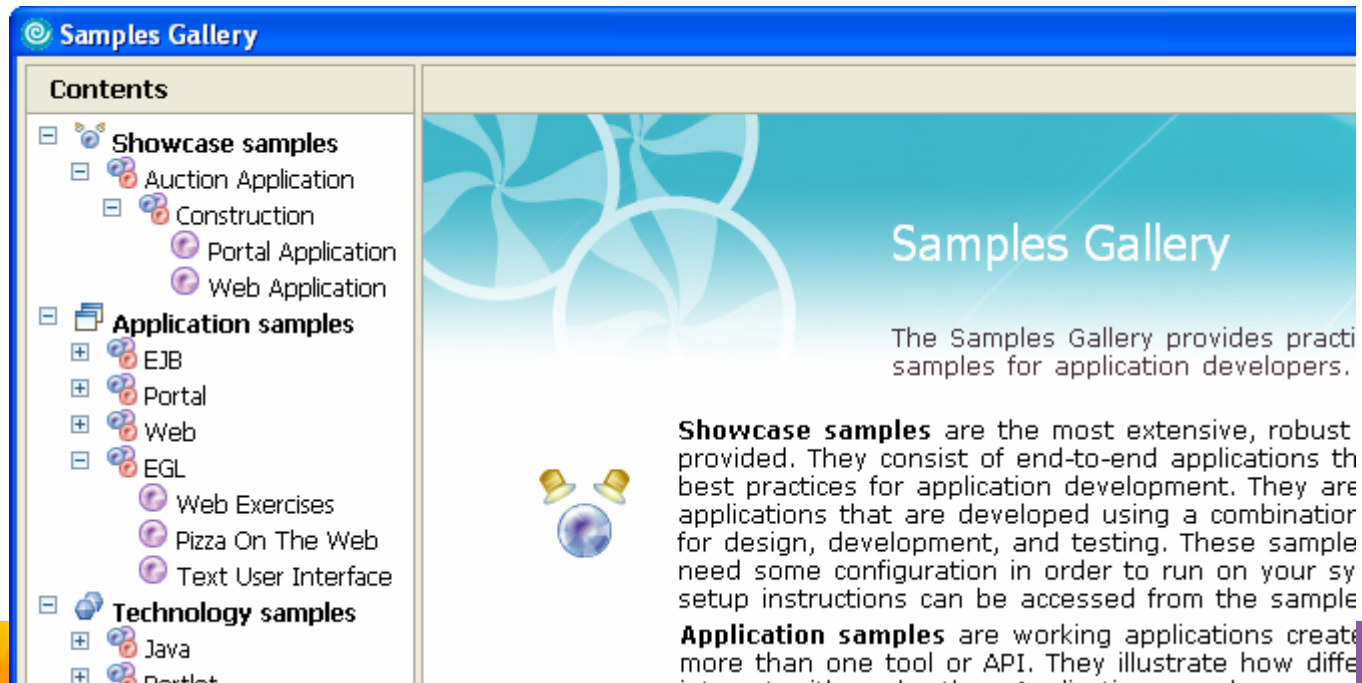 Samples Gallery
Contents
Showcase samples
Auction Application
Construction
Portal Application
Web Application
Application samples
EJB
Portal
Web
EGL
Web Exercises
Pizza On The Web
Text User Interface
Technology samples
Java
Portlet
Samples Gallery
The Samples Gallery provides practi
samples for application developers.
Showcase samples are the most extensive, robust
provided. They consist of end-to-end applications th
best practices for application development. They are
applications that are developed using a combination
for design, development, and testing. These sample
need some configuration in order to run on your sy
setup instructions can be accessed from the sample
Application samples are working applications create
more than one tool or API. They illustrate how diffe